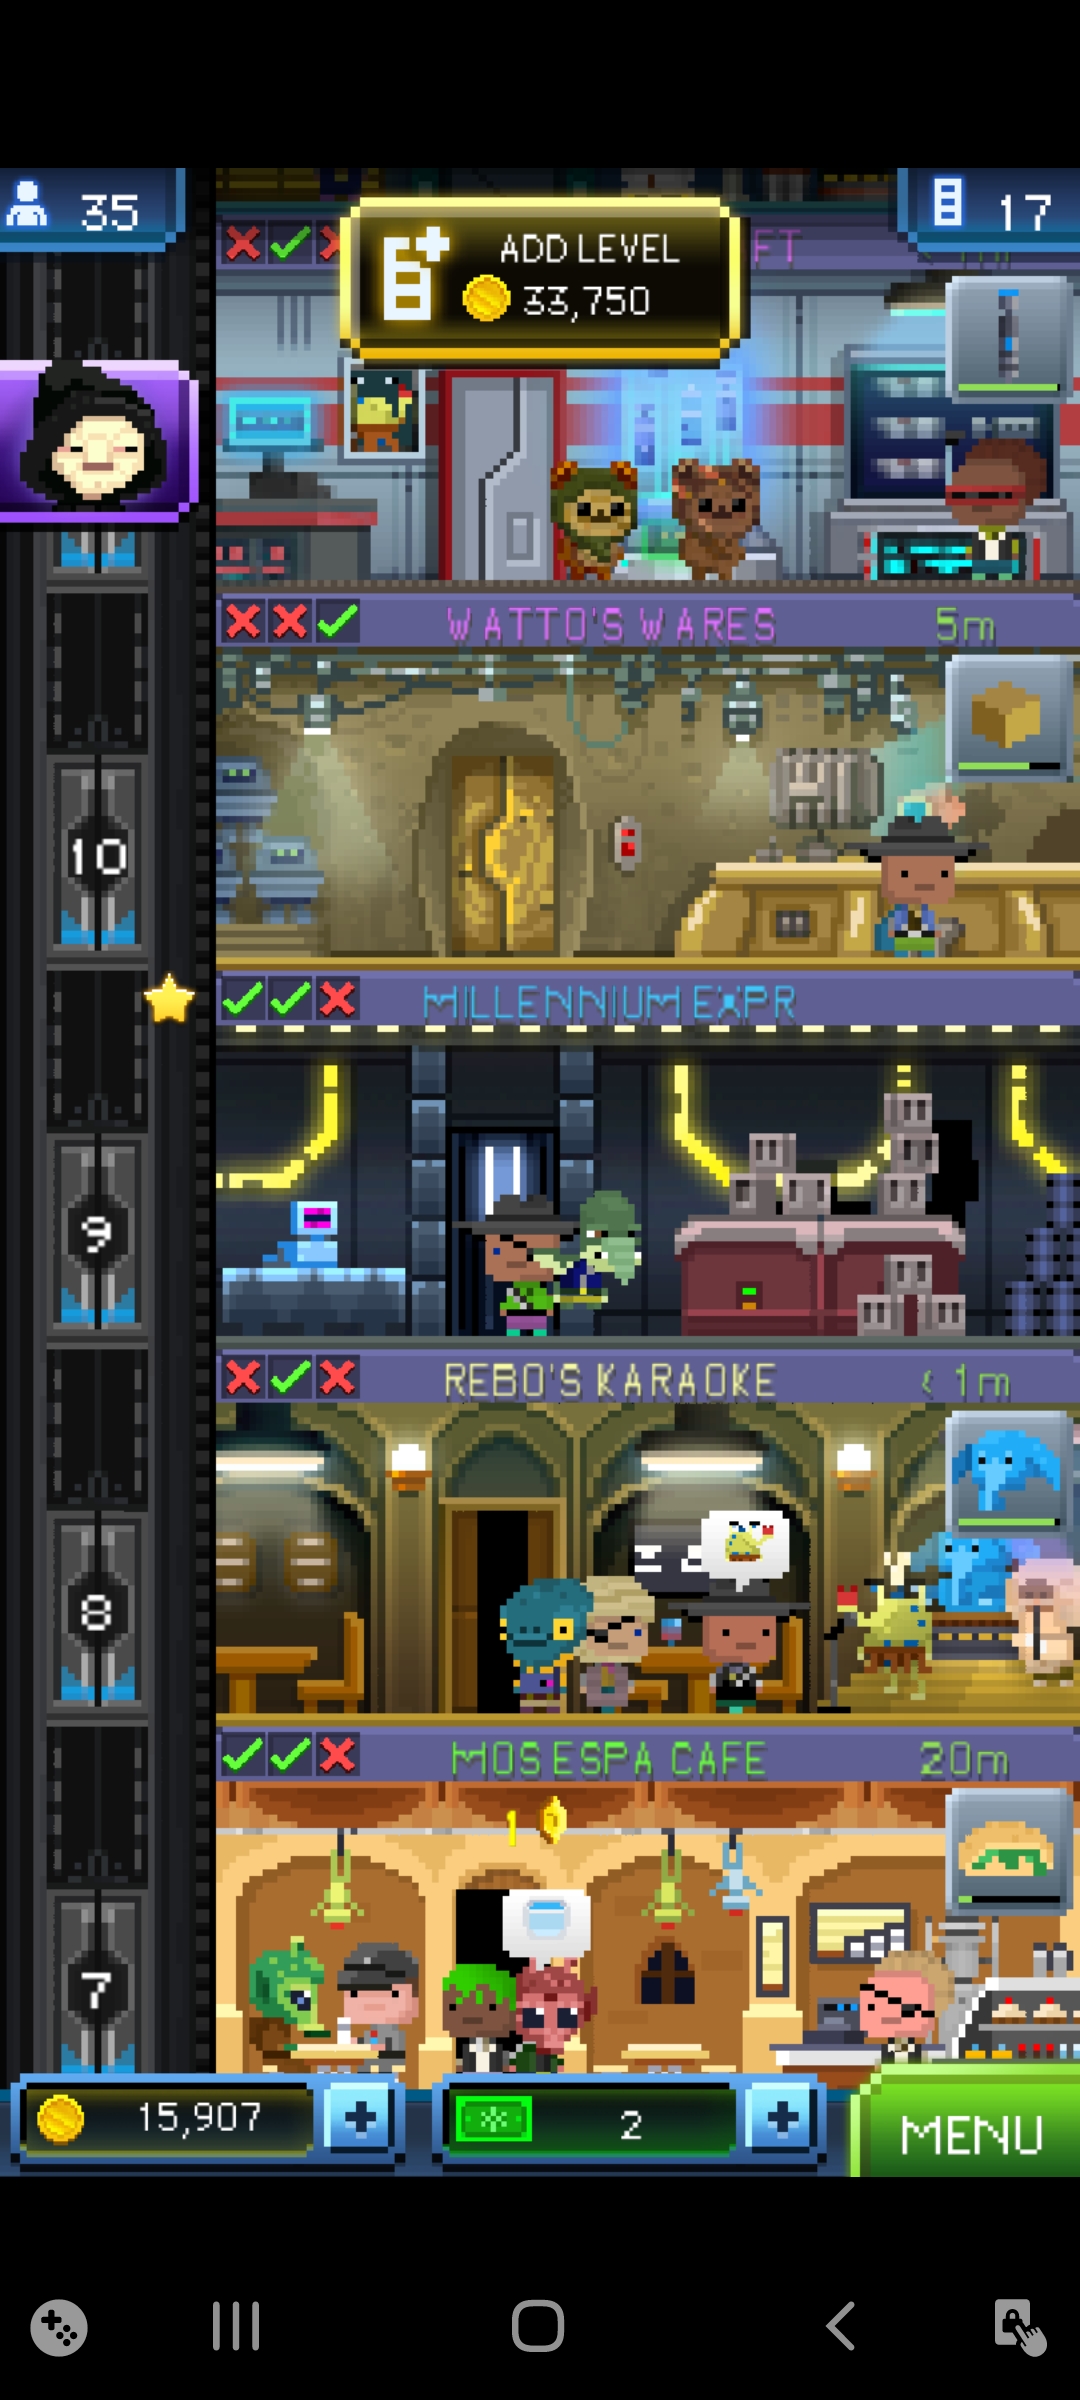 35
17
ADD LEVEL
33,750
FT
WATTO'S WARES 5m
10
MILLENNIUM EXPR
9
REBO'S KARAOKE < 1m
8
MOS ESPA CAFE 20m
1
7
15,907
2
MENU